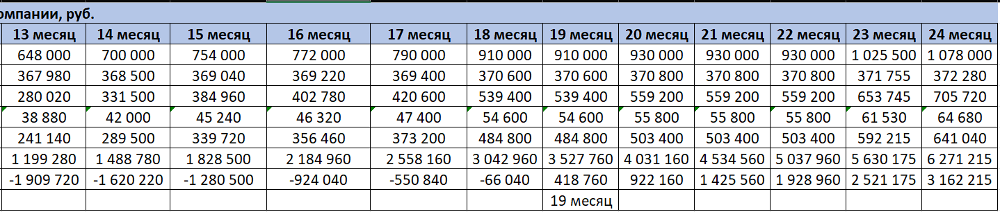 омпании, руб.
13 месяц 14 месяц 15 месяц 16 месяц 17 месяц 18 месяц 19 месяц 20 месяц 21 месяц 22 месяц 23 месяц 24 месяц
648 000 700 000 754 000 772 000 790 000 910 000 910 000 930 000 930 000 930 000 1 025 500 1 078 000
367 980 368 500 369 040 369 220 369 400 370 600 370 600 370 800 370 800 370 800 371 755 372 280
280 020 331 500 384 960 402 780 420 600 539 400 539 400 559 200 559 200 559 200 653 745 705 720
38 880 42 000 45 240 46 320 47 400 54 600 54 600 55 800 55 800 55 800 61 530 64 680
241 140 289 500 339 720 356 460 373 200 484 800 484 800 503 400 503 400 503 400 592 215 641 040
1 199 280 1 488 780 1 828 500 2 184 960 2 558 160 3 042 960 3 527 760 4 031 160 4 534 560 5 037 960 5 630 175 6 271 215
-1 909 720 -1 620 220 -1 280 500 -924 040 -550 840 -66 040 418 760 922 160 1 425 560 1 928 960 2 521 175 3 162 215
19 месяц